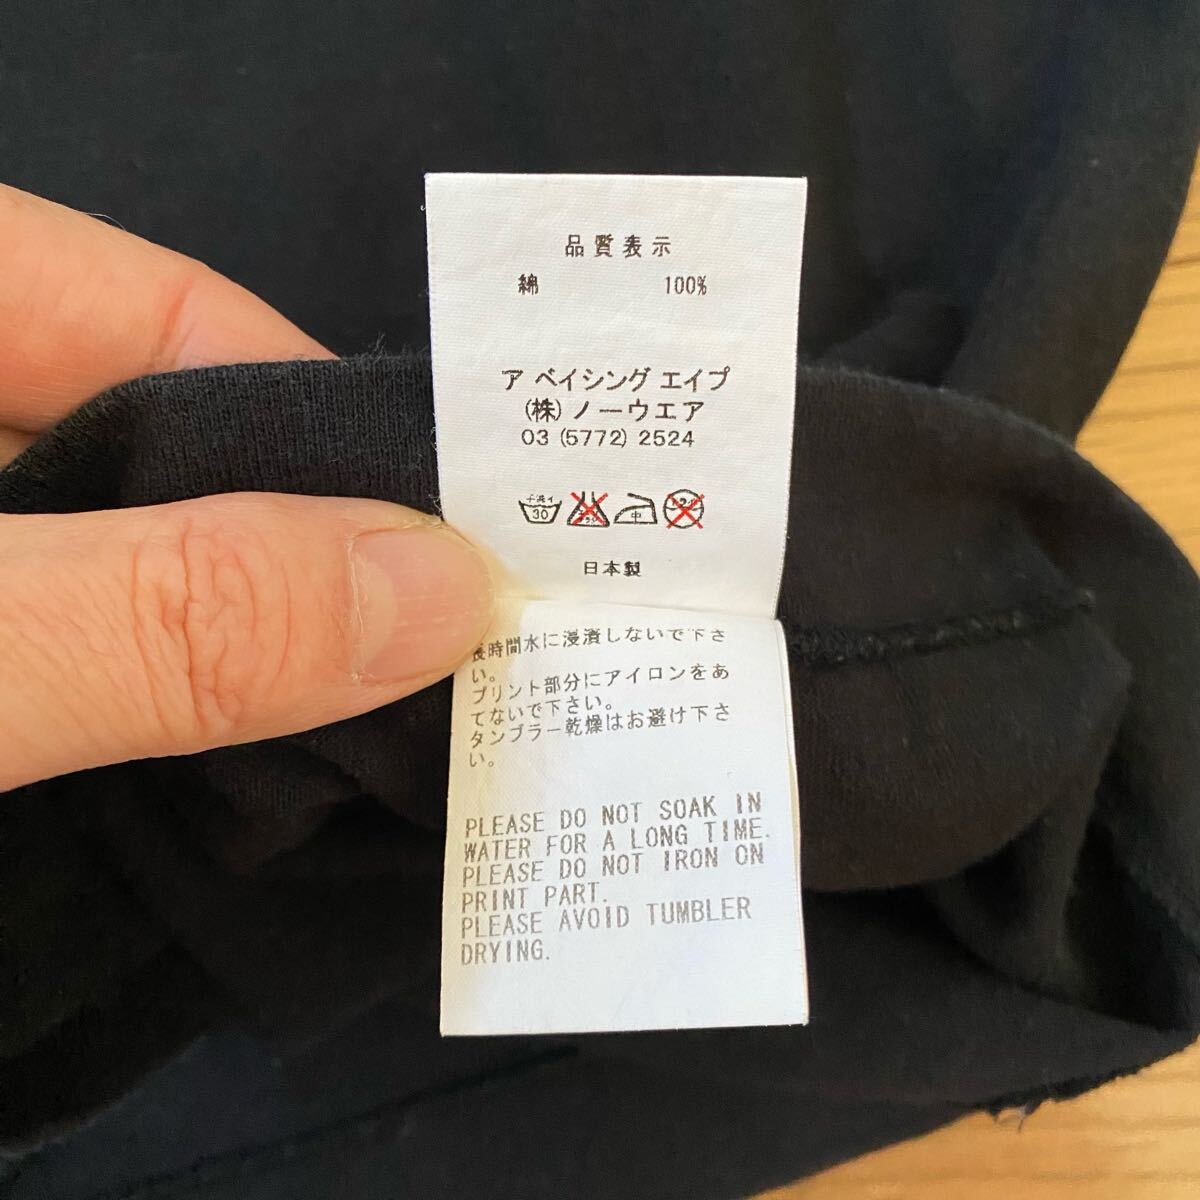 品質表示
綿 100%
ア ベイシング エイプ
(株) ノーウエア
03 (5772) 2524
手洗イ
30
中
日本製
長時間水に浸漬しないで下さ
い。
プリント部分にアイロンをあ
てないで下さい。
タンブラー乾燥はお避け下さ
い。
PLEASE DO NOT SOAK IN
WATER FOR A LONG TIME.
PLEASE DO NOT IRON ON
PRINT PART.
PLEASE AVOID TUMBLER
DRYING.